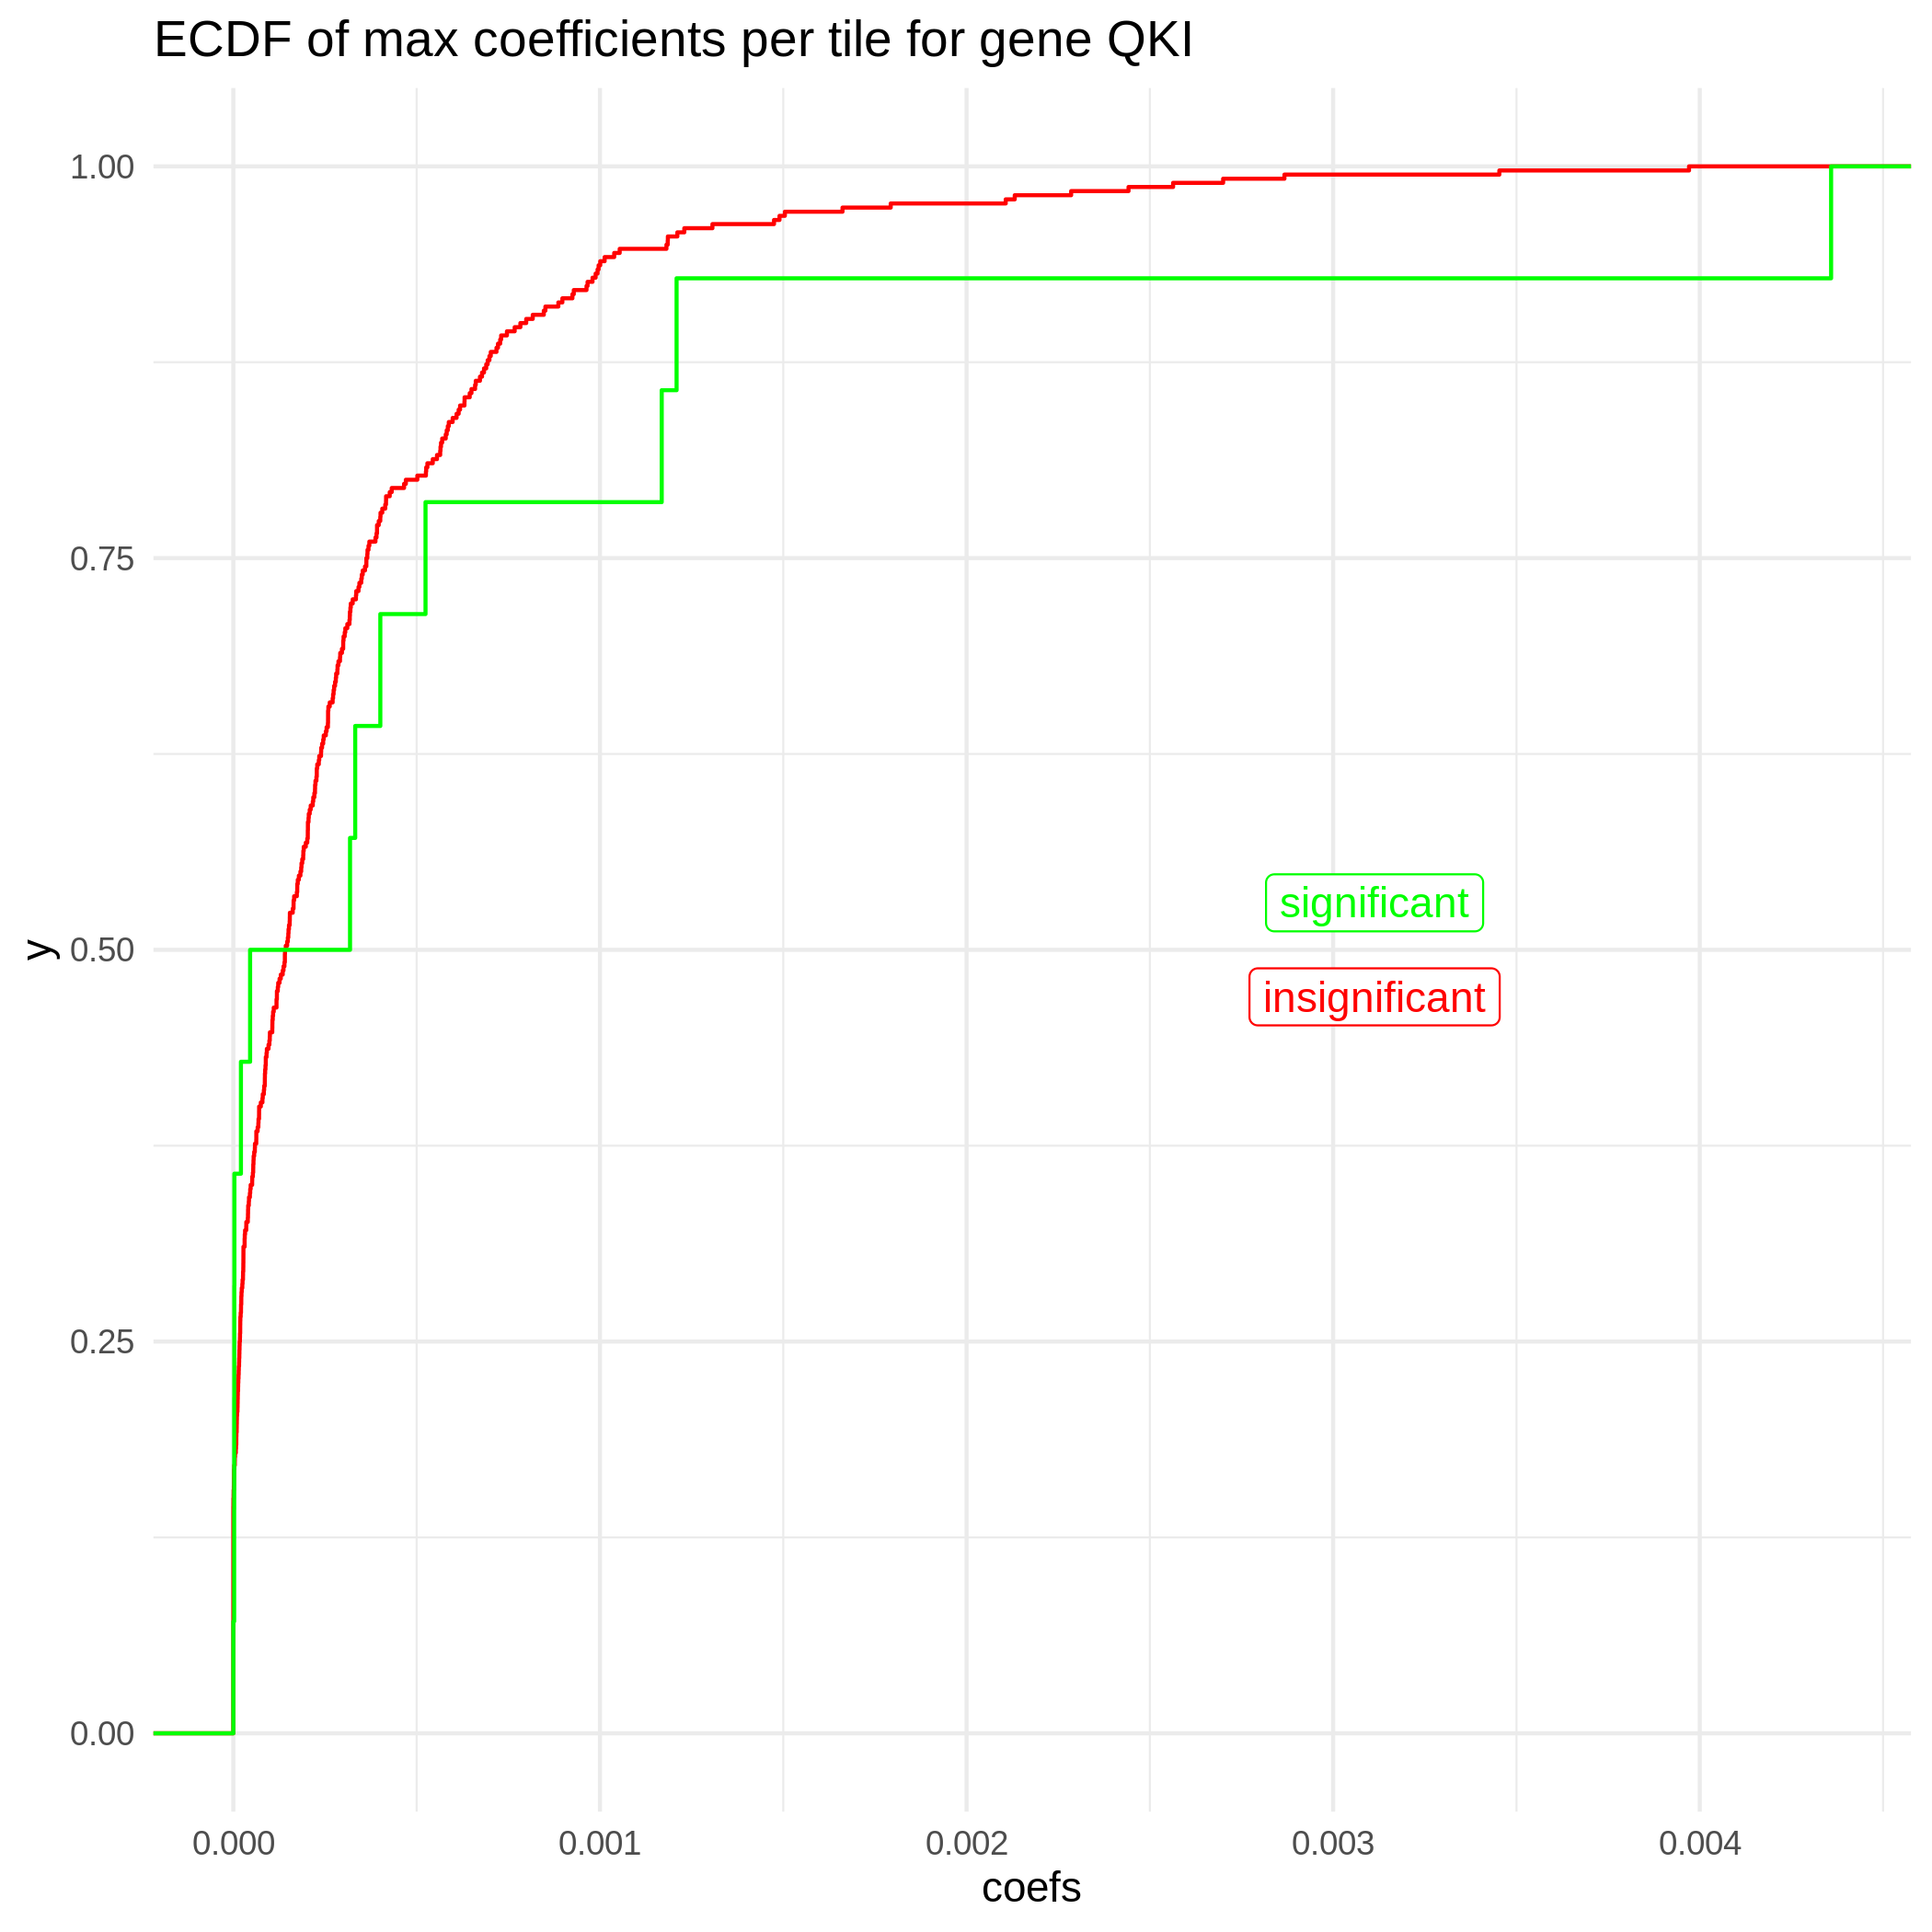 ECDF of max coefficients per tile for gene QKI
1.00
0.75
0.50
0.25
0.00
y
significant
insignificant
0.000 0.001 0.002 0.003 0.004
coefs